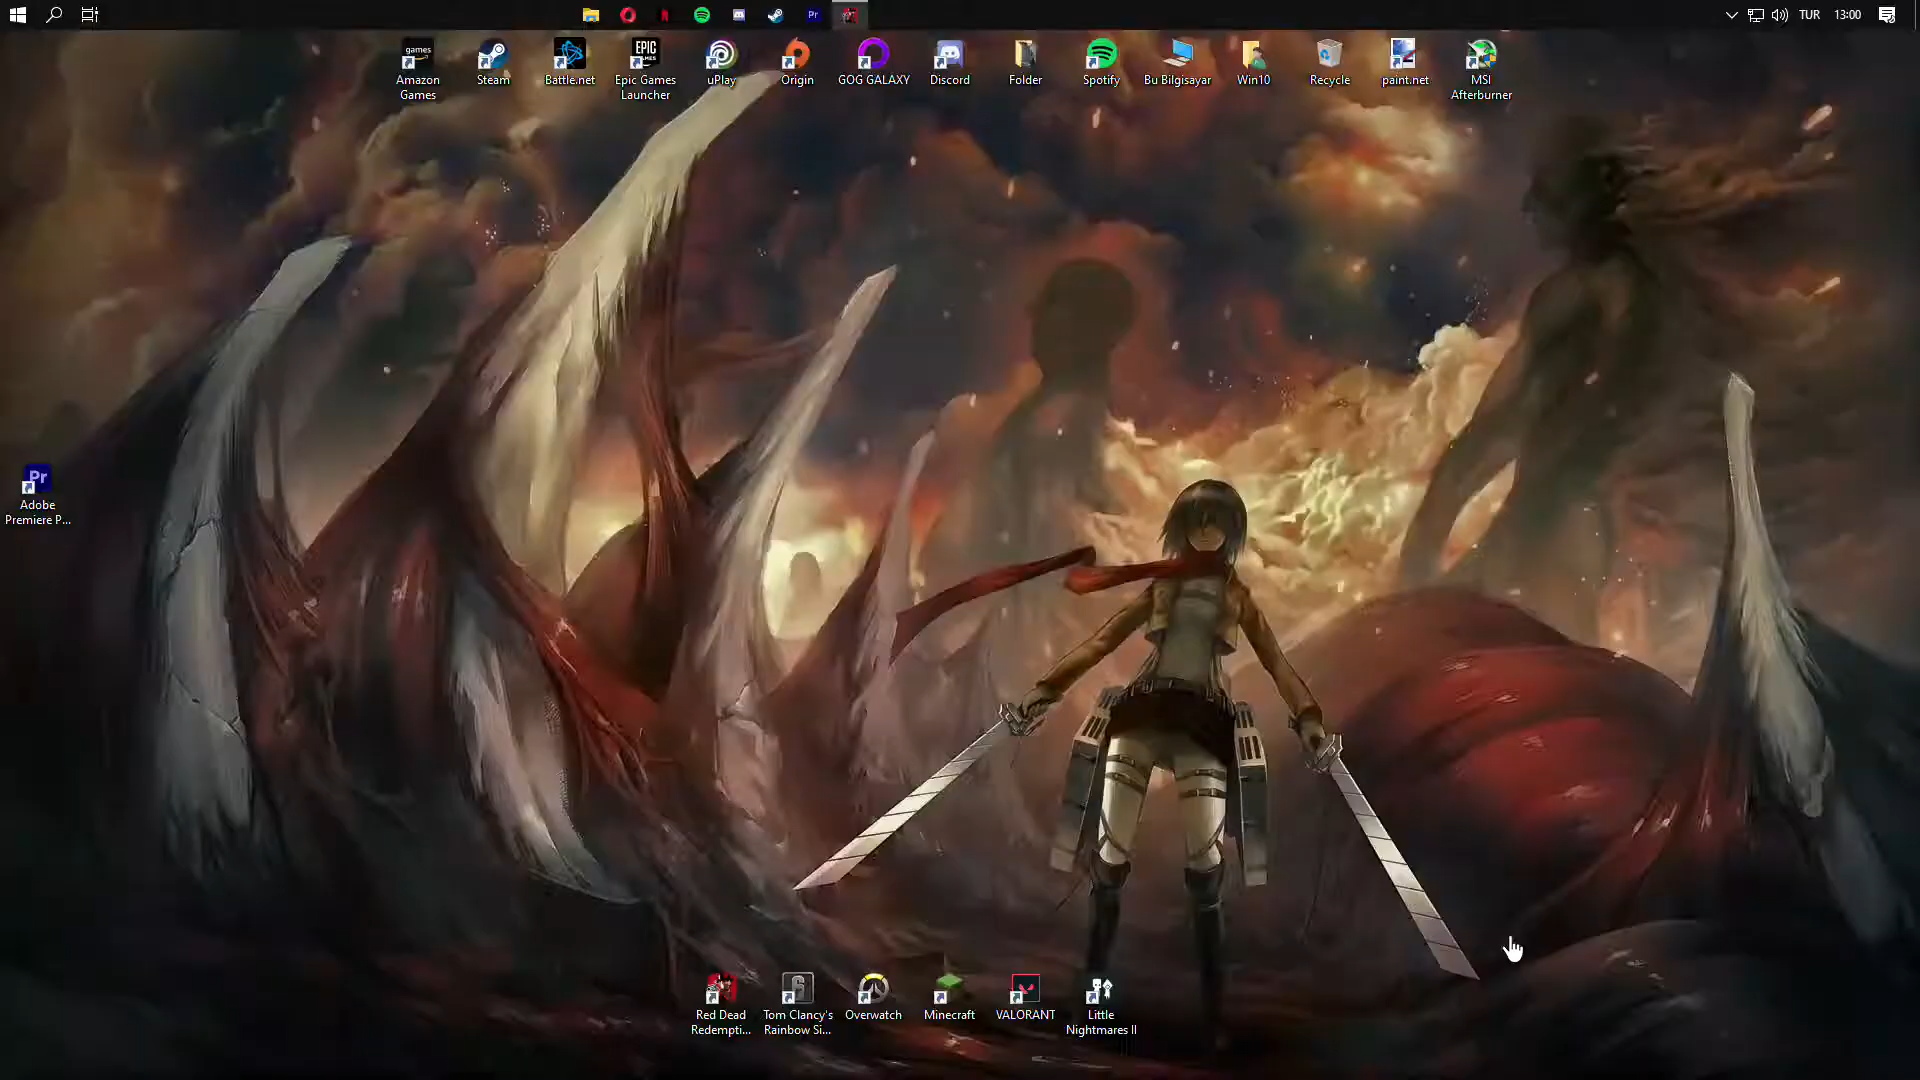 TUR 13:00
games
EPIC
GAMES
Amazon
Games
Steam
Battle.net
Epic Games
Launcher
uPlay
Origin
GOG GALAXY
Discord
Folder
Spotify
Bu Bilgisayar
Win10
Recycle
paint.net
MSI
Afterburner
Pr
Pr
Adobe
Premiere P...
Red Dead
Redempti...
Tom Clancy's
Rainbow Si...
Overwatch
Minecraft
VALORANT
Little
Nightmares II